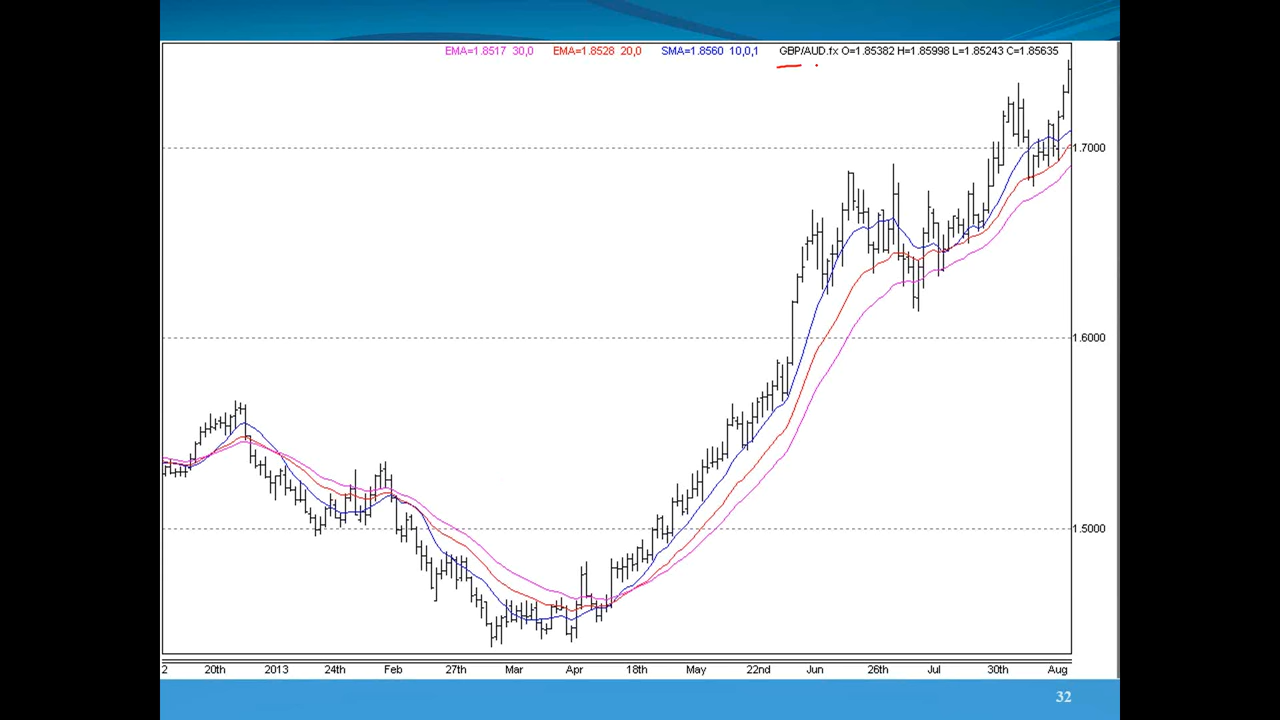 EMA=1.8517 30,0 EMA=1.8528 20,0 SMA=1.8560 10,0,1 GBP/AUD.fx O=1.85382 H=1.85998 L=1.85243 C=1.85635
1.7000
1.6000
1.5000
2 20th 2013 24th Feb 27th Mar Apr 18th May 22nd Jun 26th Jul 30th Aug
32